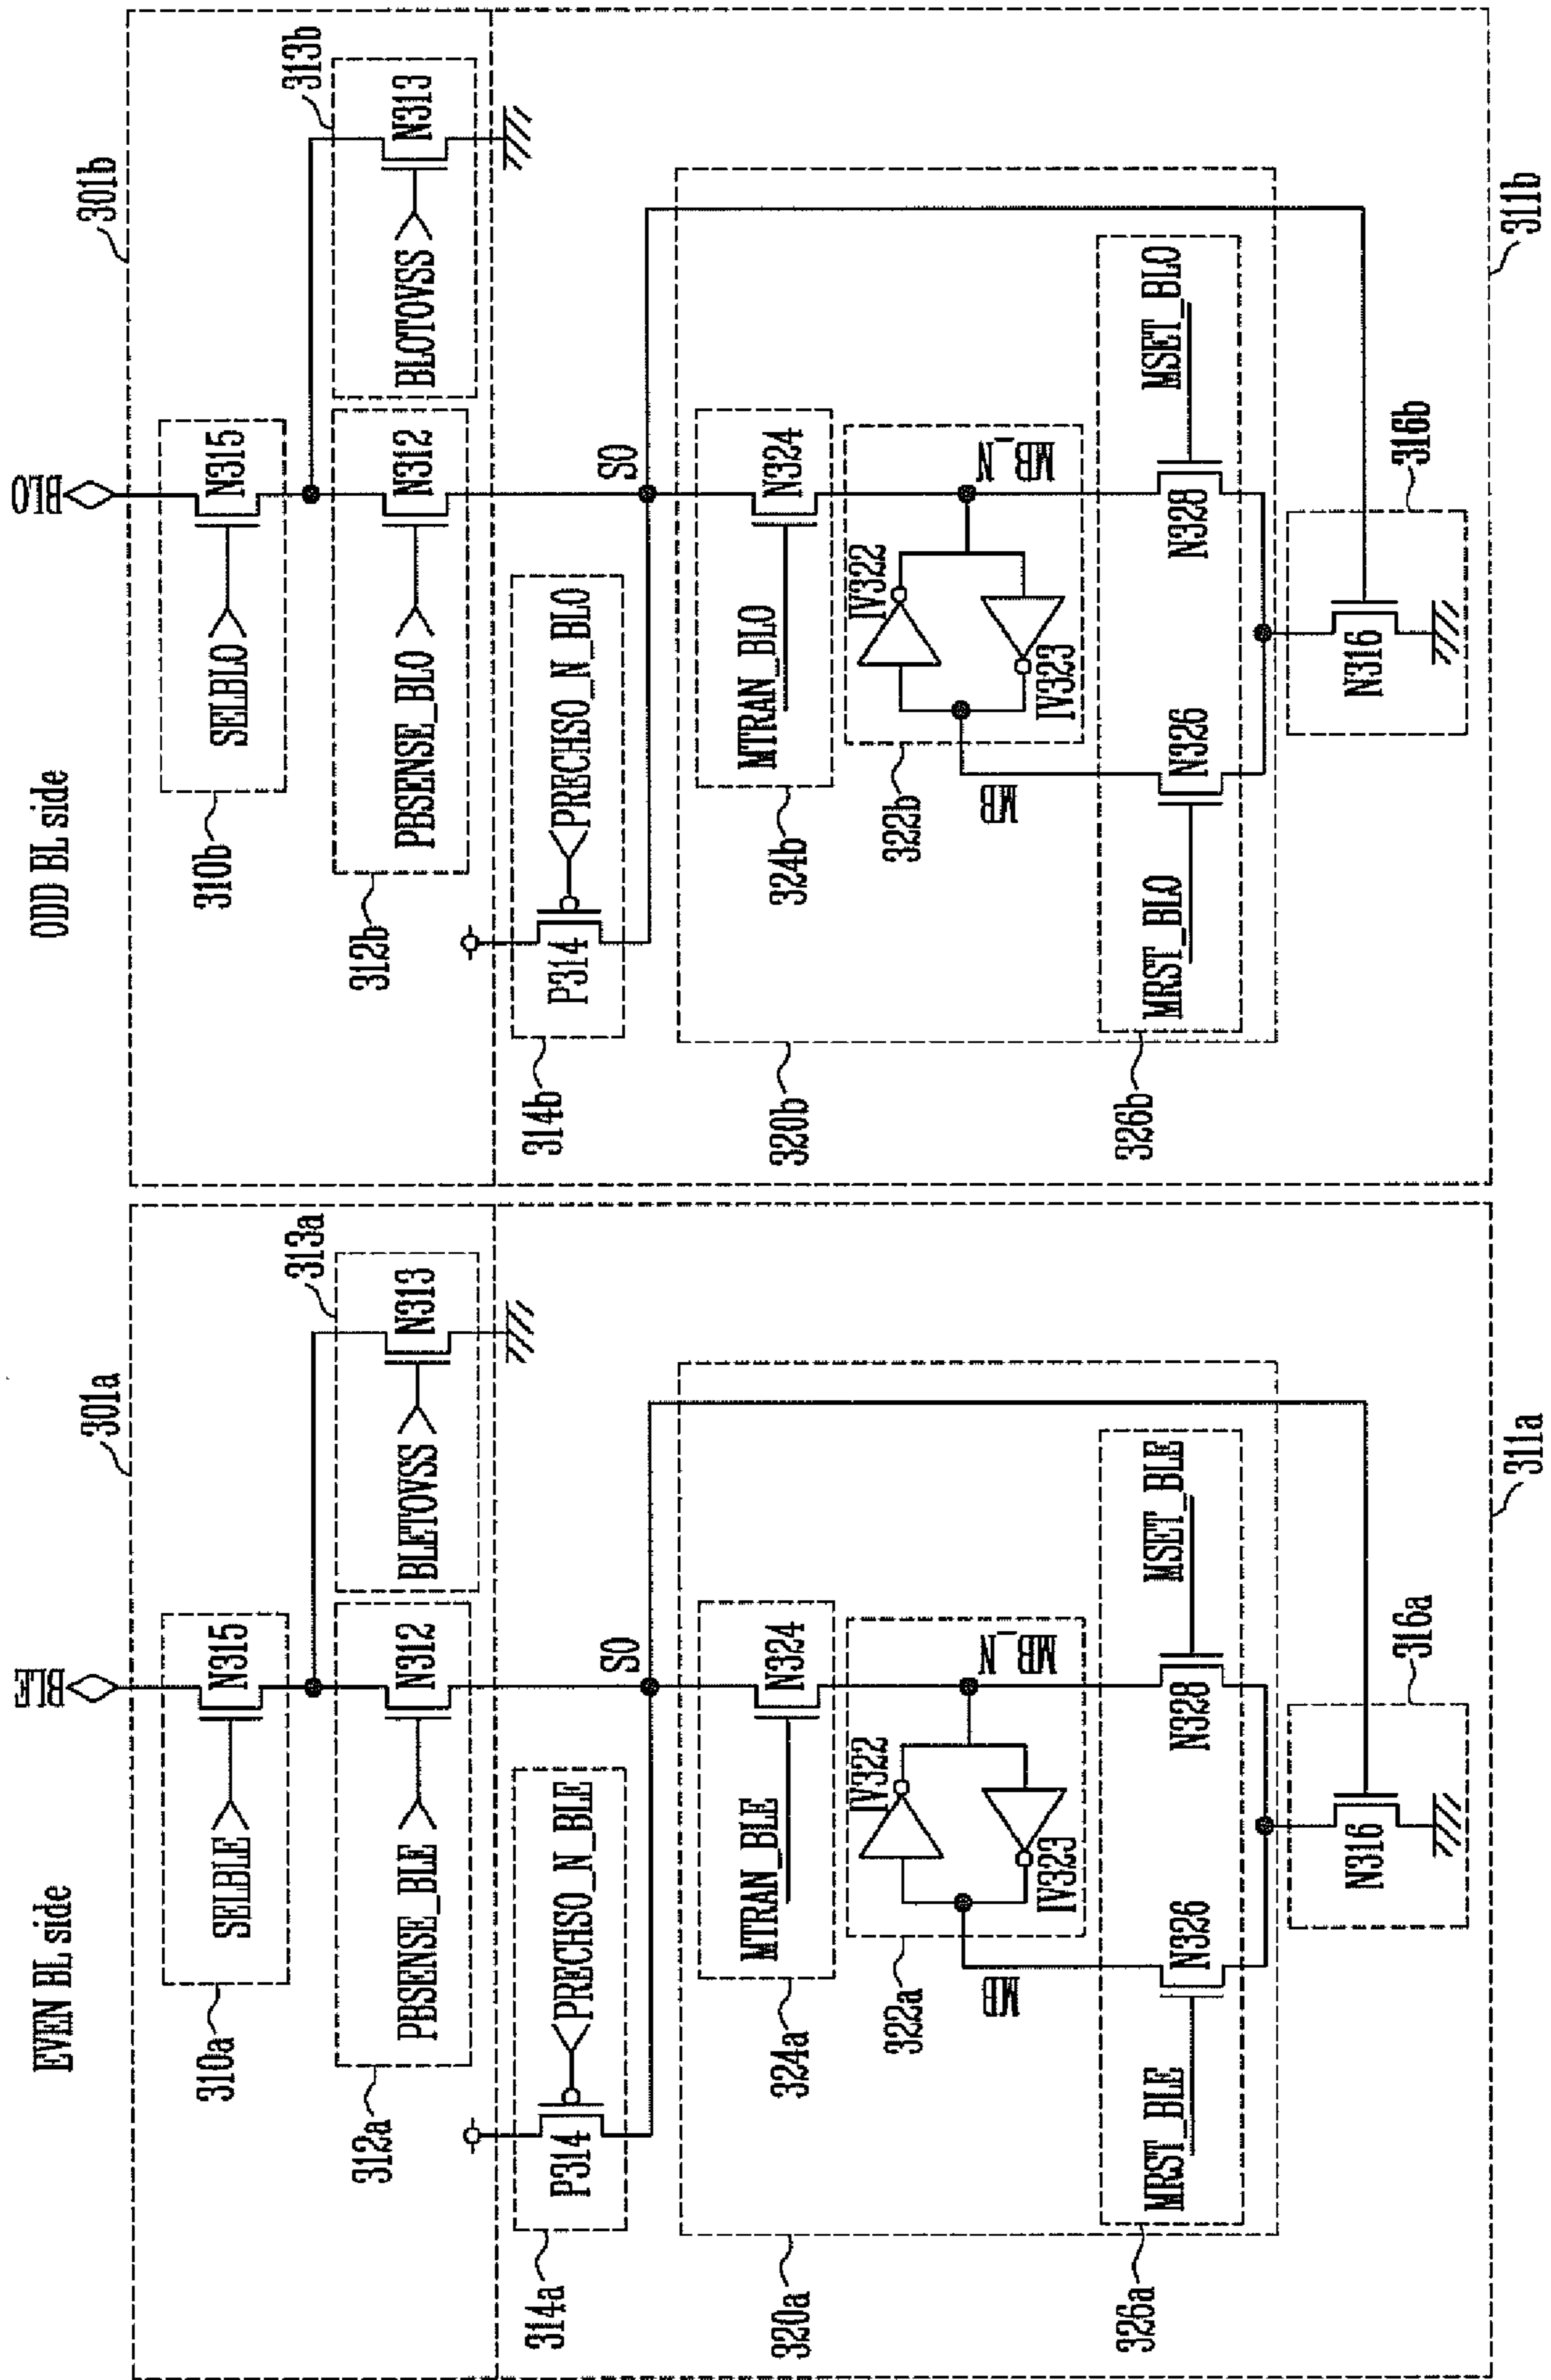 EVEN BL side
BLE
301a
310a
SELBLE
N315
312a
PBSENSE_BLE
N312
313a
BLETOVSS
N313
314a
P314
PRECHSO_N_BLE
SO
320a
324a
MTRAN_BLE
N324
322a
IV322
IV323
MB
MB_N
326a
MRST_BLE
N326
N328
MSET_BLE
N316
316a
311a
ODD BL side
BLO
301b
310b
SELBLO
N315
312b
PBSENSE_BLO
N312
313b
BLOTOVSS
N313
314b
P314
PRECHSO_N_BLO
SO
320b
324b
MTRAN_BLO
N324
322b
IV322
IV323
MB
MB_N
326b
MRST_BLO
N326
N328
MSET_BLO
N316
316b
311b